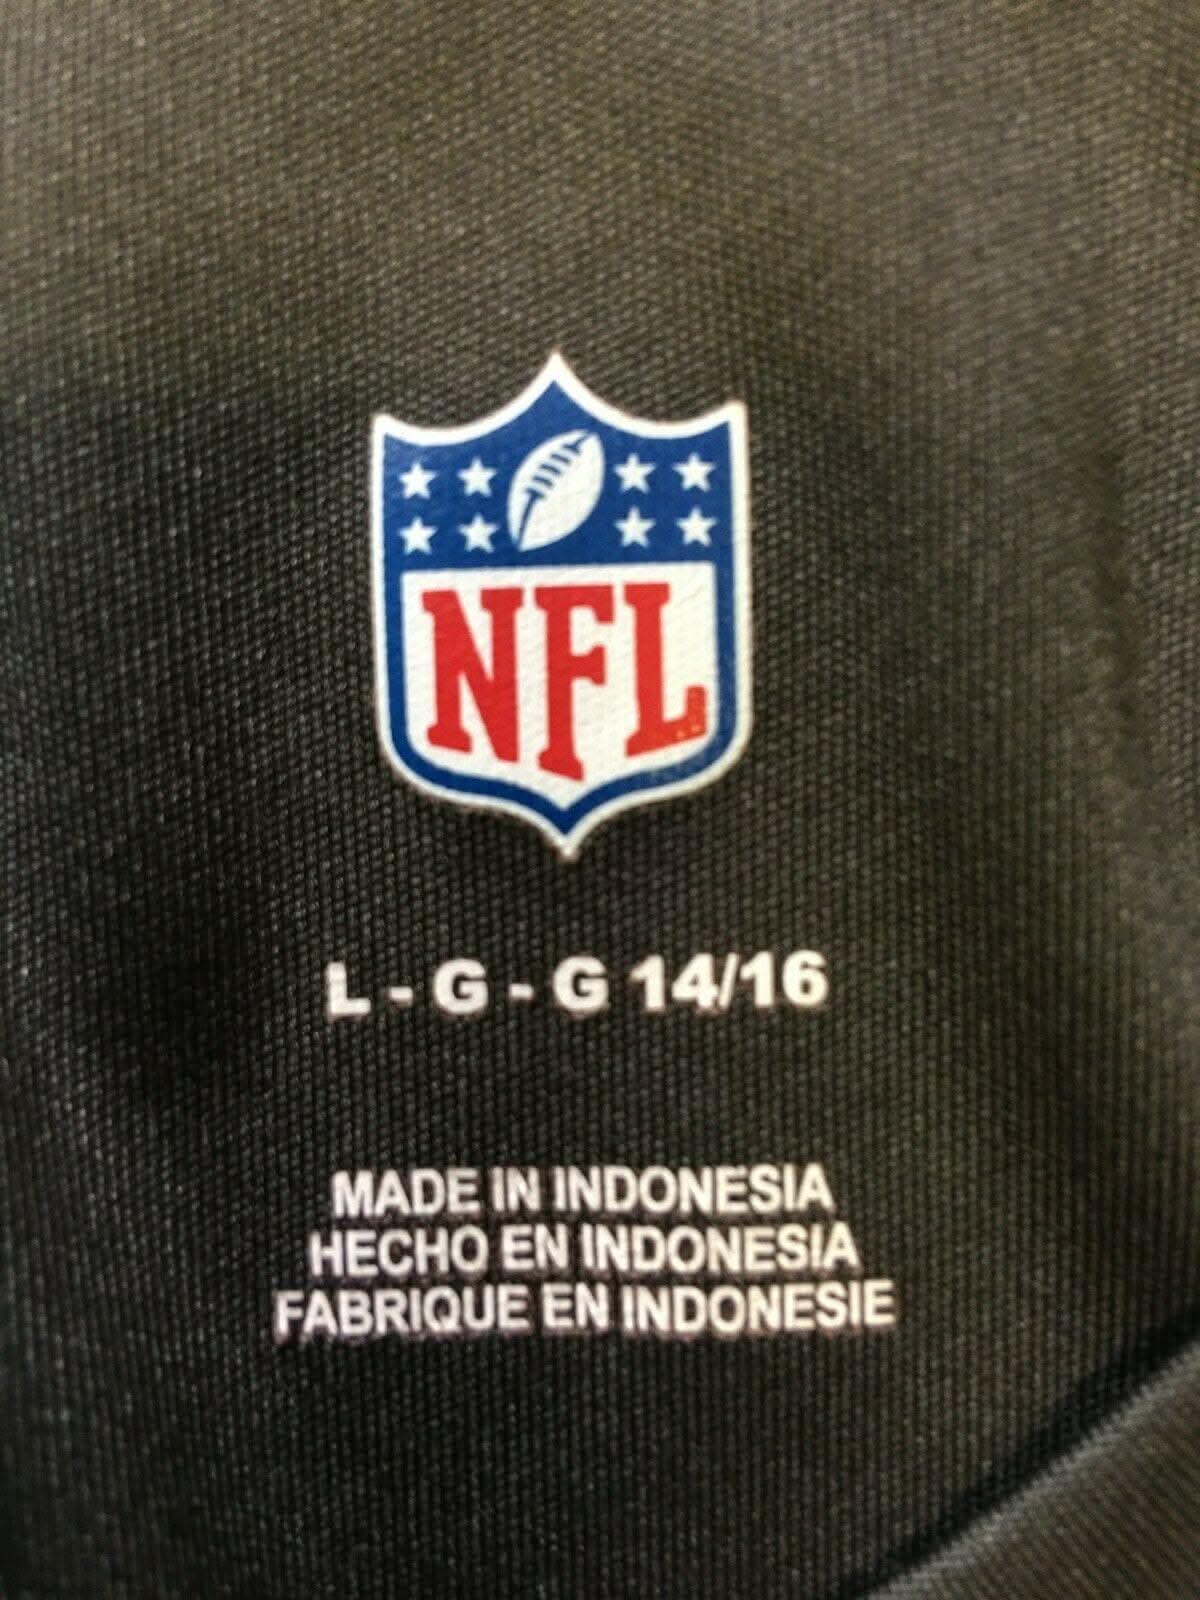 NFL
L - G - G 14/16
MADE IN INDONESIA
HECHO EN INDONESIA
FABRIQUE EN INDONESIE